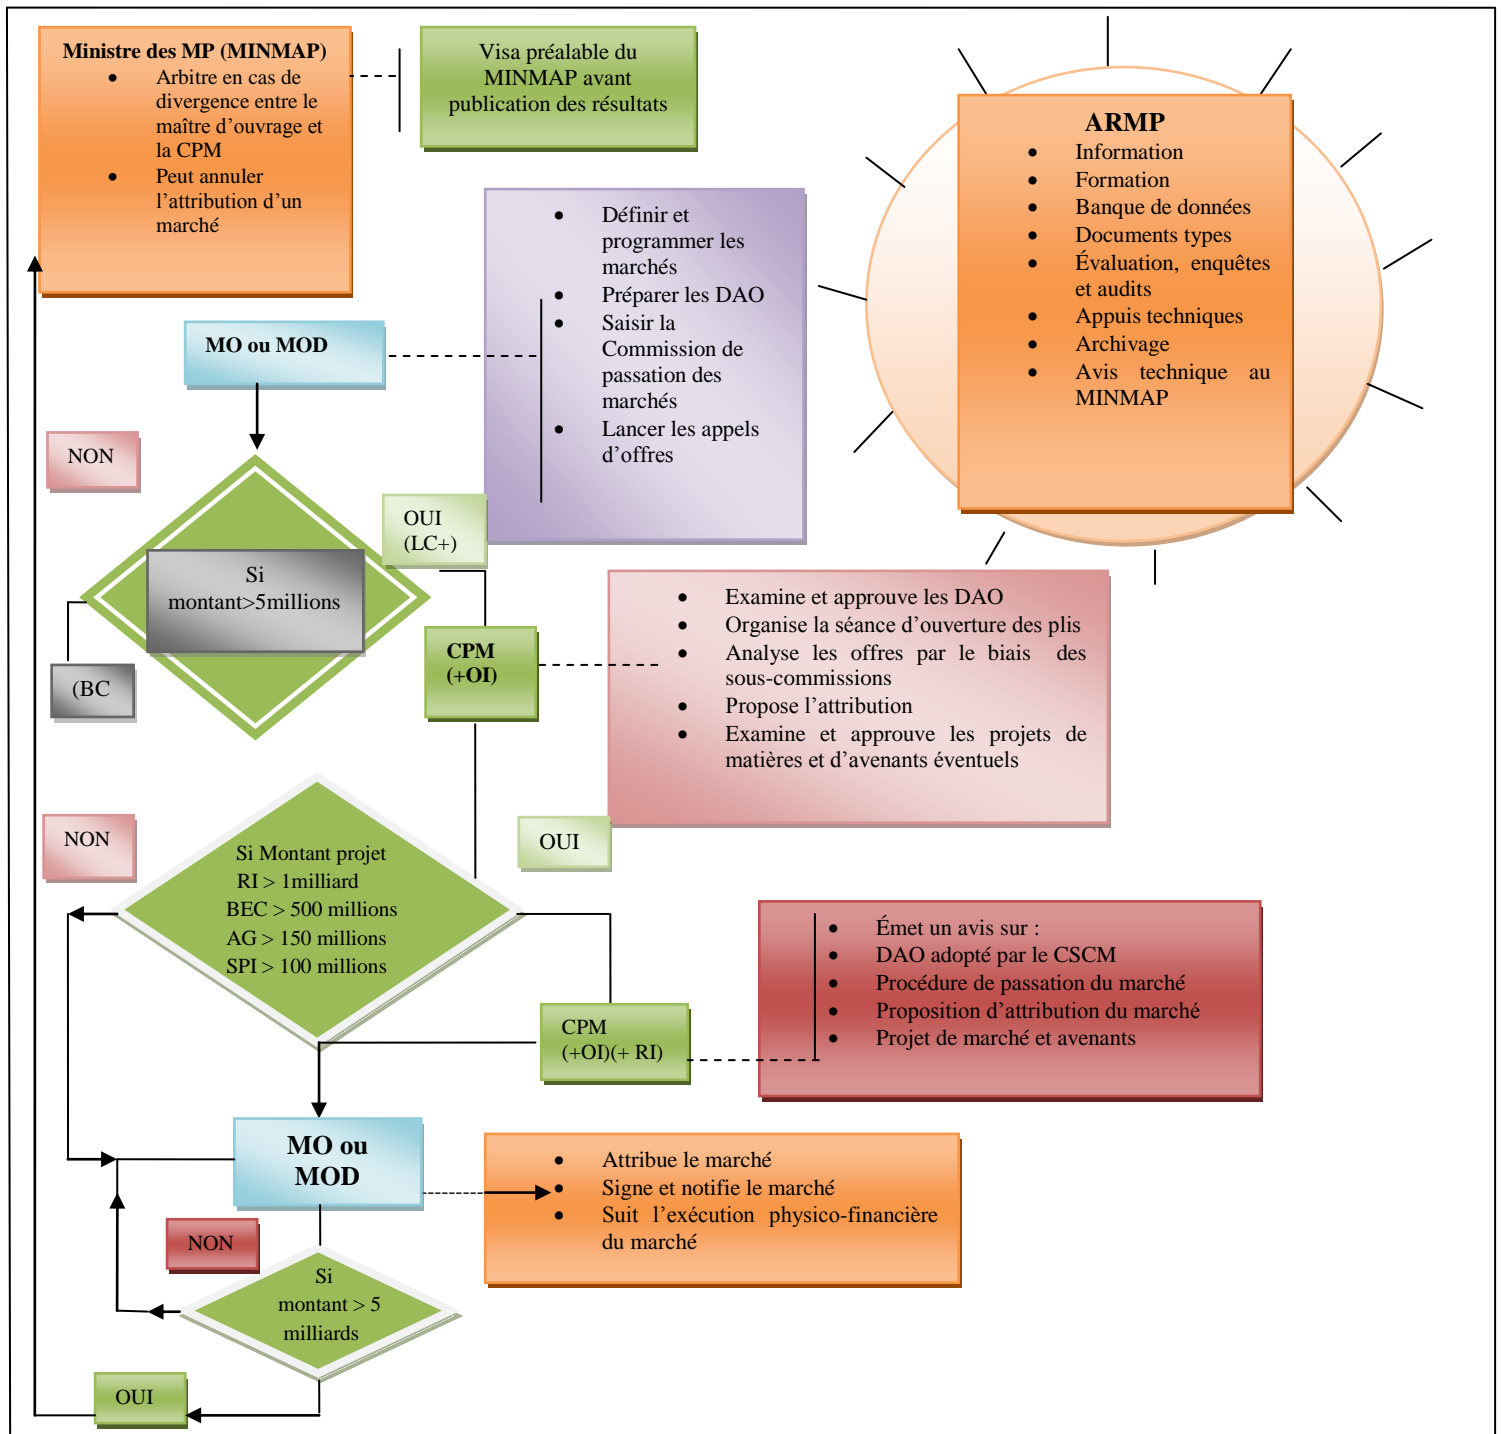 Ministre des MP (MINMAP)
• Arbitre en cas de
divergence entre le
maître d’ouvrage et
la CPM
• Peut annuler
l’attribution d’un
marché
Visa préalable du
MINMAP avant
publication des résultats
ARMP
• Information
• Formation
• Banque de données
• Documents types
• Évaluation, enquêtes
et audits
• Appuis techniques
• Archivage
• Avis technique au
MINMAP
• Définir et
programmer les
marchés
• Préparer les DAO
• Saisir la
Commission de
passation des
marchés
• Lancer les appels
d’offres
MO ou MOD
NON
OUI
(LC+)
Si
montant>5millions
(BC
CPM
(+OI)
• Examine et approuve les DAO
• Organise la séance d’ouverture des plis
• Analyse les offres par le biais des
sous-commissions
• Propose l’attribution
• Examine et approuve les projets de
matières et d’avenants éventuels
NON
OUI
Si Montant projet
RI > 1milliard
BEC > 500 millions
AG > 150 millions
SPI > 100 millions
• Émet un avis sur :
• DAO adopté par le CSCM
• Procédure de passation du marché
• Proposition d’attribution du marché
• Projet de marché et avenants
CPM
(+OI)(+ RI)
MO ou
MOD
• Attribue le marché
• Signe et notifie le marché
• Suit l’exécution physico-financière
du marché
NON
Si
montant > 5
milliards
OUI